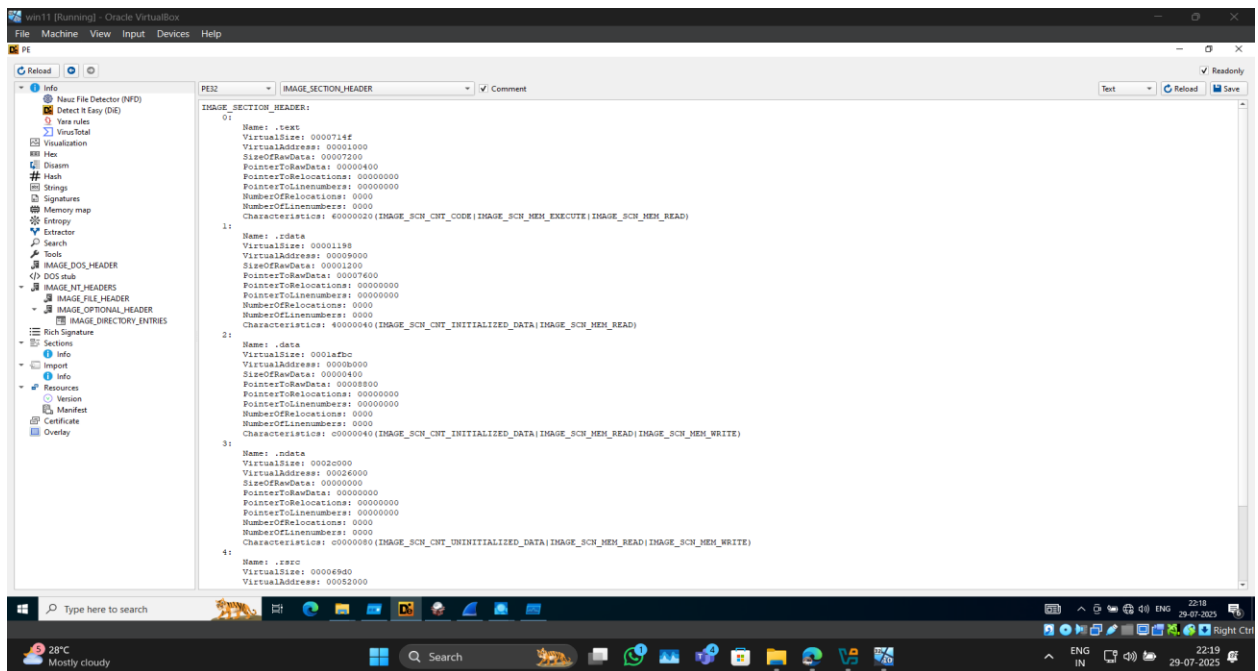 win11 [Running] - Oracle VirtualBox
File Machine View Input Devices Help
PE
Reload
Readonly
Info
Nauz File Detector (NFD)
Detect It Easy (DiE)
Yara rules
VirusTotal
Visualization
Hex
Disasm
Hash
Strings
Signatures
Memory map
Entropy
Extractor
Search
Tools
IMAGE_DOS_HEADER
DOS stub
IMAGE_NT_HEADERS
IMAGE_FILE_HEADER
IMAGE_OPTIONAL_HEADER
IMAGE_DIRECTORY_ENTRIES
Rich Signature
Sections
Info
Import
Info
Resources
Version
Manifest
Certificate
Overlay
PE32 IMAGE_SECTION_HEADER Comment Text Reload Save
IMAGE_SECTION_HEADER:
0:
Name: .text
VirtualSize: 0000714f
VirtualAddress: 00001000
SizeOfRawData: 00007200
PointerToRawData: 00000400
PointerToRelocations: 00000000
PointerToLinenumbers: 00000000
NumberOfRelocations: 0000
NumberOfLinenumbers: 0000
Characteristics: 60000020(IMAGE_SCN_CNT_CODE|IMAGE_SCN_MEM_EXECUTE|IMAGE_SCN_MEM_READ)
1:
Name: .rdata
VirtualSize: 00001198
VirtualAddress: 00009000
SizeOfRawData: 00001200
PointerToRawData: 00007600
PointerToRelocations: 00000000
PointerToLinenumbers: 00000000
NumberOfRelocations: 0000
NumberOfLinenumbers: 0000
Characteristics: 40000040(IMAGE_SCN_CNT_INITIALIZED_DATA|IMAGE_SCN_MEM_READ)
2:
Name: .data
VirtualSize: 0001afbc
VirtualAddress: 0000b000
SizeOfRawData: 00000400
PointerToRawData: 00008800
PointerToRelocations: 00000000
PointerToLinenumbers: 00000000
NumberOfRelocations: 0000
NumberOfLinenumbers: 0000
Characteristics: c0000040(IMAGE_SCN_CNT_INITIALIZED_DATA|IMAGE_SCN_MEM_READ|IMAGE_SCN_MEM_WRITE)
3:
Name: .ndata
VirtualSize: 0002c000
VirtualAddress: 00026000
SizeOfRawData: 00000000
PointerToRawData: 00000000
PointerToRelocations: 00000000
PointerToLinenumbers: 00000000
NumberOfRelocations: 0000
NumberOfLinenumbers: 0000
Characteristics: c0000080(IMAGE_SCN_CNT_UNINITIALIZED_DATA|IMAGE_SCN_MEM_READ|IMAGE_SCN_MEM_WRITE)
4:
Name: .rsrc
VirtualSize: 000069d0
VirtualAddress: 00052000
Type here to search
ENG
22:18
29-07-2025
Right Ctrl
28°C
Mostly cloudy
Search
ENG
IN
22:19
29-07-2025